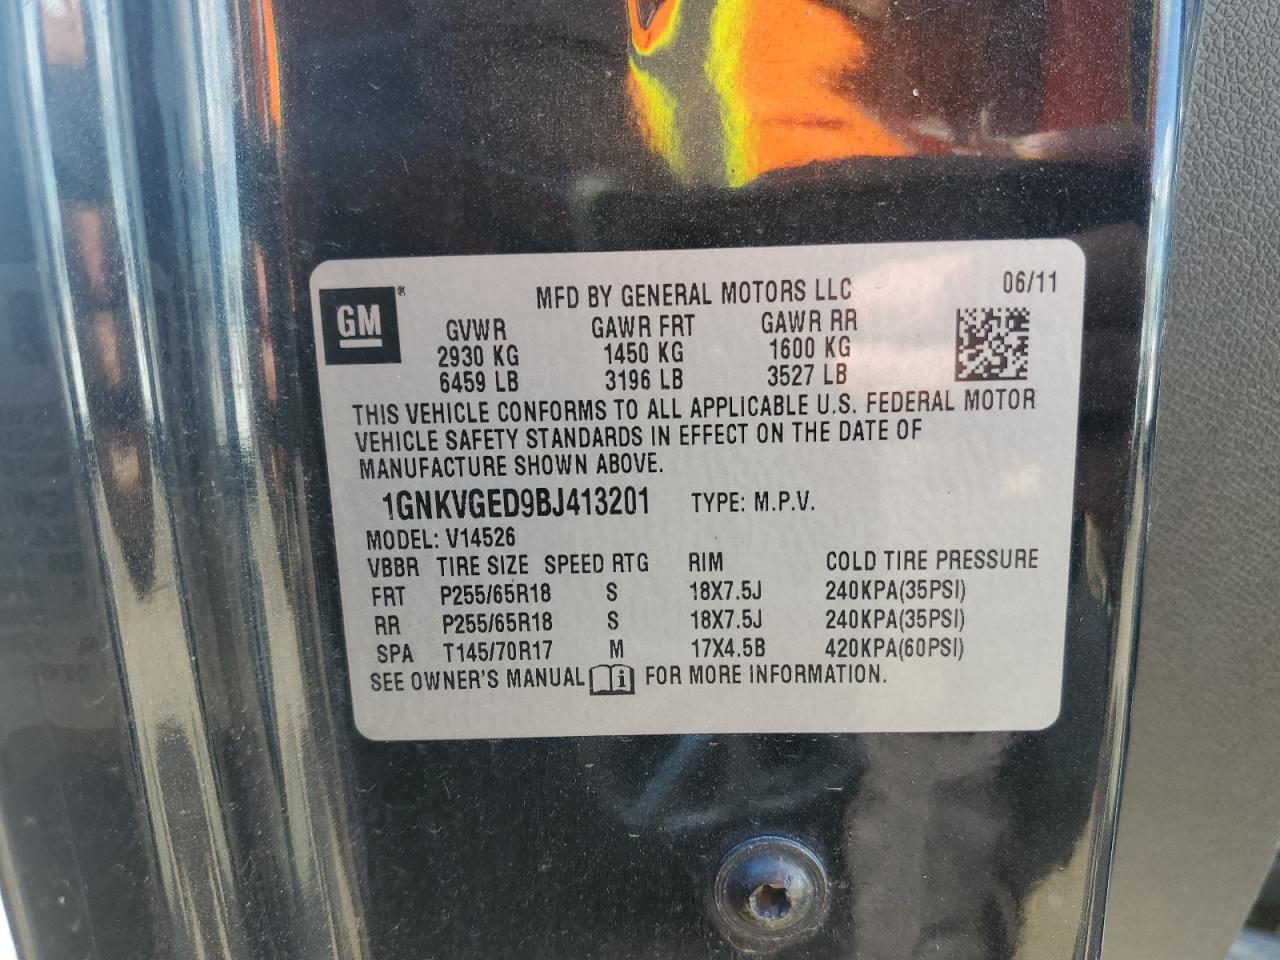 MFD BY GENERAL MOTORS LLC 06/11
GM®
GVWR GAWR FRT GAWR RR
2930 KG 1450 KG 1600 KG
6459 LB 3196 LB 3527 LB
THIS VEHICLE CONFORMS TO ALL APPLICABLE U.S. FEDERAL MOTOR
VEHICLE SAFETY STANDARDS IN EFFECT ON THE DATE OF
MANUFACTURE SHOWN ABOVE.
1GNKVGED9BJ413201 TYPE: M.P.V.
MODEL: V14526
VBBR TIRE SIZE SPEED RTG RIM COLD TIRE PRESSURE
FRT P255/65R18 S 18X7.5J 240KPA(35PSI)
RR P255/65R18 S 18X7.5J 240KPA(35PSI)
SPA T145/70R17 M 17X4.5B 420KPA(60PSI)
SEE OWNER'S MANUAL i FOR MORE INFORMATION.